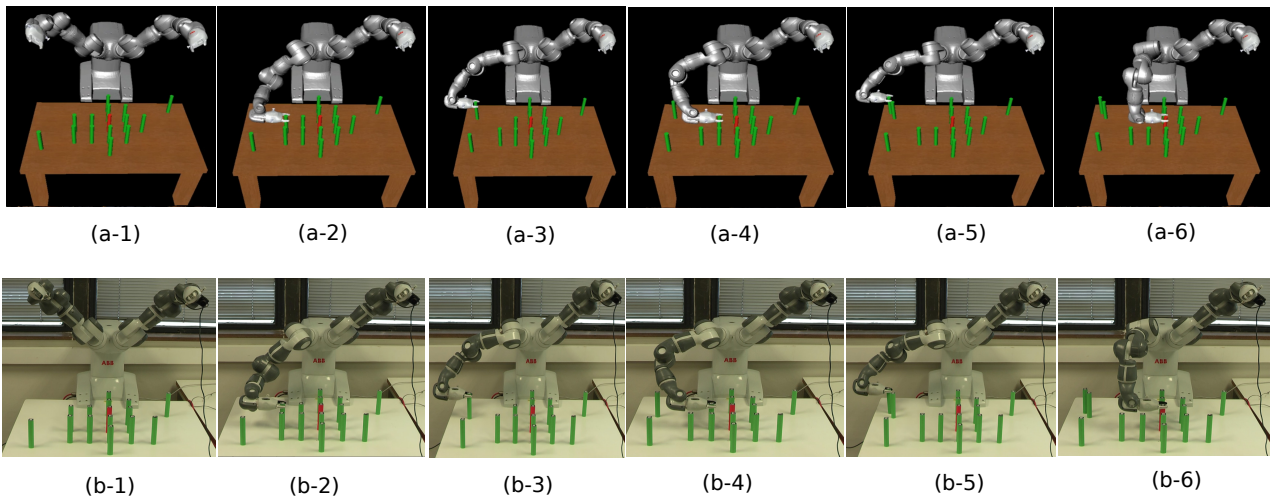 (a-1) (a-2) (a-3) (a-4) (a-5) (a-6)
ABB ABB ABB ABB ABB ABB
(b-1) (b-2) (b-3) (b-4) (b-5) (b-6)